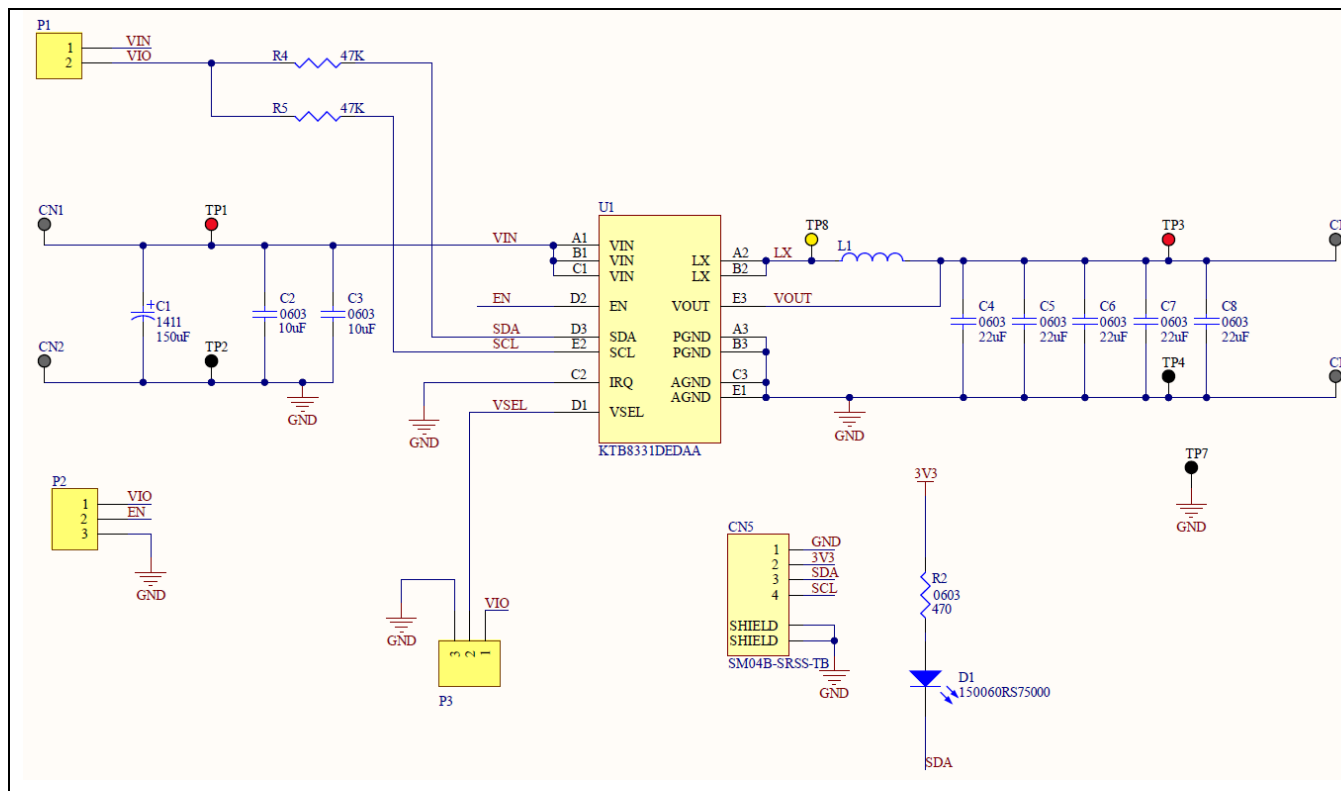 P1
1 VIN
2 VIO
R4 47K
R5 47K
CN1
TP1
VIN
CN2
TP2
C1
1411
150uF
+
C2
0603
10uF
C3
0603
10uF
GND
U1
A1 VIN
B1 VIN
C1 VIN
EN D2 EN
SDA D3 SDA
SCL E2 SCL
C2 IRQ
VSEL D1 VSEL
GND
LX A2 LX
LX B2
VOUT E3 VOUT
PGND A3
PGND B3
AGND C3
AGND E1
KTB8331DEDAA
TP8
L1
TP3
C4
0603
22uF
C5
0603
22uF
C6
0603
22uF
C7
0603
22uF
C8
0603
22uF
TP4
GND
TP7
GND
P2
1 VIO
2 EN
3
GND
GND
VIO
3 2 1
P3
CN5
1 GND
2 3V3
3 SDA
4 SCL
SHIELD
SHIELD
SM04B-SRSS-TB
GND
3V3
R2
0603
470
D1
150060RS75000
SDA